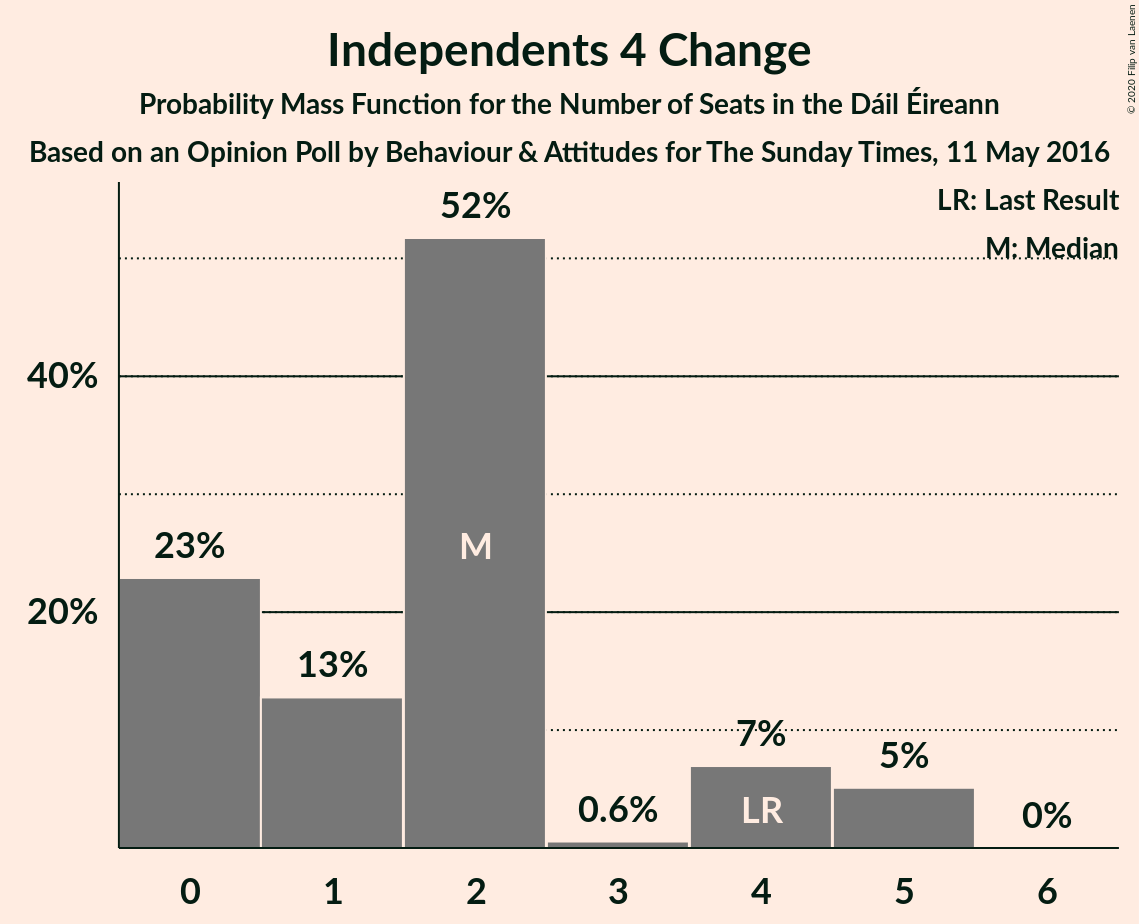 Independents 4 Change
Probability Mass Function for the Number of Seats in the Dáil Éireann
Based on an Opinion Poll by Behaviour & Attitudes for The Sunday Times, 11 May 2016
© 2020 Filip van Laenen
LR: Last Result
M: Median
52%
40%
23%
M
20%
13%
7%
5%
0.6%
LR
0%
0 1 2 3 4 5 6